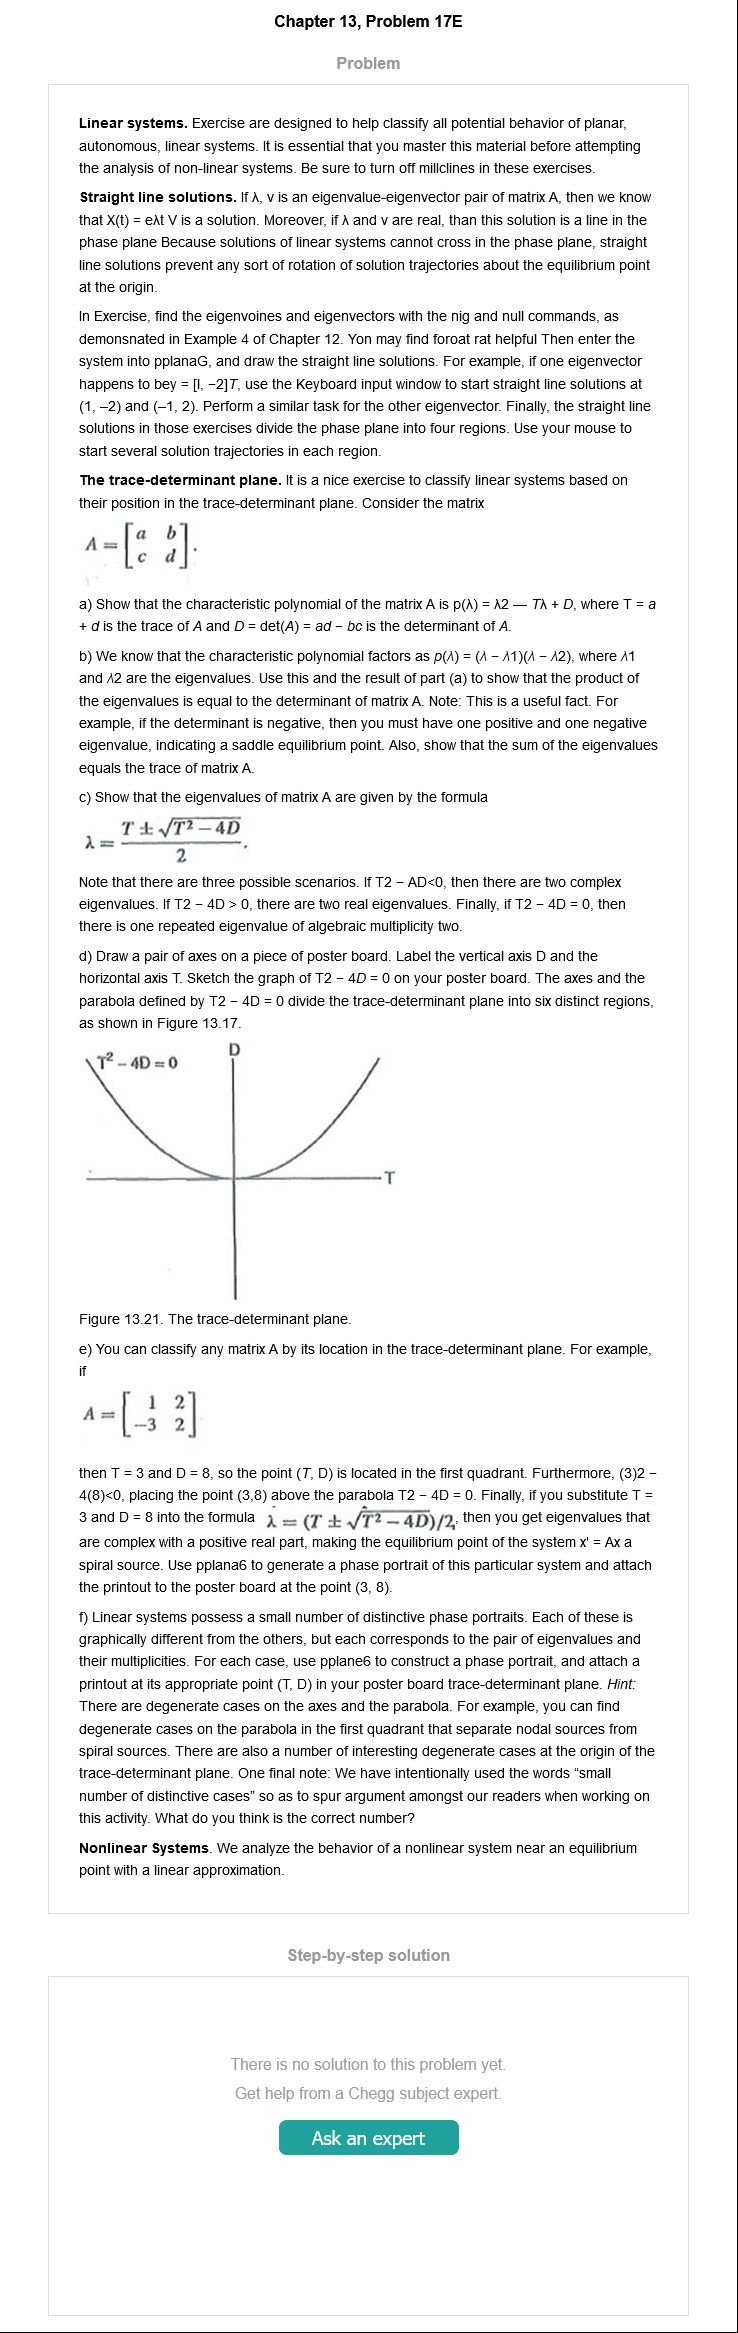 Chapter 13, Problem 17E
Problem
Linear systems. Exercise are designed to help classify all potential behavior of planar,
autonomous, linear systems. It is essential that you master this material before attempting
the analysis of non-linear systems. Be sure to turn off millclines in these exercises.
Straight line solutions. If λ, v is an eigenvalue-eigenvector pair of matrix A, then we know
that X(t) = eλt V is a solution. Moreover, if λ and v are real, than this solution is a line in the
phase plane Because solutions of linear systems cannot cross in the phase plane, straight
line solutions prevent any sort of rotation of solution trajectories about the equilibrium point
at the origin.
In Exercise, find the eigenvoines and eigenvectors with the nig and null commands, as
demonsnated in Example 4 of Chapter 12. Yon may find foroat rat helpful Then enter the
system into pplanaG, and draw the straight line solutions. For example, if one eigenvector
happens to bey = [l, −2]T, use the Keyboard input window to start straight line solutions at
(1, –2) and (–1, 2). Perform a similar task for the other eigenvector. Finally, the straight line
solutions in those exercises divide the phase plane into four regions. Use your mouse to
start several solution trajectories in each region.
The trace-determinant plane. It is a nice exercise to classify linear systems based on
their position in the trace-determinant plane. Consider the matrix
A = [a b
c d].
a) Show that the characteristic polynomial of the matrix A is p(λ) = λ2 — Tλ + D, where T = a
+ d is the trace of A and D = det(A) = ad − bc is the determinant of A.
b) We know that the characteristic polynomial factors as p(λ) = (λ − λ1)(λ − λ2), where λ1
and λ2 are the eigenvalues. Use this and the result of part (a) to show that the product of
the eigenvalues is equal to the determinant of matrix A. Note: This is a useful fact. For
example, if the determinant is negative, then you must have one positive and one negative
eigenvalue, indicating a saddle equilibrium point. Also, show that the sum of the eigenvalues
equals the trace of matrix A.
c) Show that the eigenvalues of matrix A are given by the formula
λ = (T ± √T² − 4D) / 2.
Note that there are three possible scenarios. If T2 − AD<0, then there are two complex
eigenvalues. If T2 − 4D > 0, there are two real eigenvalues. Finally, if T2 − 4D = 0, then
there is one repeated eigenvalue of algebraic multiplicity two.
d) Draw a pair of axes on a piece of poster board. Label the vertical axis D and the
horizontal axis T. Sketch the graph of T2 − 4D = 0 on your poster board. The axes and the
parabola defined by T2 − 4D = 0 divide the trace-determinant plane into six distinct regions,
as shown in Figure 13.17.
D
T² − 4D = 0
T
Figure 13.21. The trace-determinant plane.
e) You can classify any matrix A by its location in the trace-determinant plane. For example,
if
A = [1 2
−3 2]
then T = 3 and D = 8, so the point (T, D) is located in the first quadrant. Furthermore, (3)2 −
4(8)<0, placing the point (3,8) above the parabola T2 − 4D = 0. Finally, if you substitute T =
3 and D = 8 into the formula λ = (T ± √T² − 4D)/2, then you get eigenvalues that
are complex with a positive real part, making the equilibrium point of the system x' = Ax a
spiral source. Use pplana6 to generate a phase portrait of this particular system and attach
the printout to the poster board at the point (3, 8).
f) Linear systems possess a small number of distinctive phase portraits. Each of these is
graphically different from the others, but each corresponds to the pair of eigenvalues and
their multiplicities. For each case, use pplane6 to construct a phase portrait, and attach a
printout at its appropriate point (T, D) in your poster board trace-determinant plane. Hint:
There are degenerate cases on the axes and the parabola. For example, you can find
degenerate cases on the parabola in the first quadrant that separate nodal sources from
spiral sources. There are also a number of interesting degenerate cases at the origin of the
trace-determinant plane. One final note: We have intentionally used the words “small
number of distinctive cases” so as to spur argument amongst our readers when working on
this activity. What do you think is the correct number?
Nonlinear Systems. We analyze the behavior of a nonlinear system near an equilibrium
point with a linear approximation.
Step-by-step solution
There is no solution to this problem yet.
Get help from a Chegg subject expert.
Ask an expert